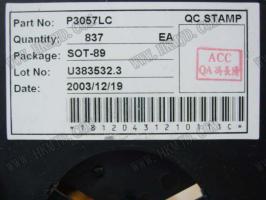 Part No: P3057LC QC STAMP
Quantity: 837 EA
Package: SOT-89
Lot No: U383532.3
Date: 2003/12/19
ACC
QA